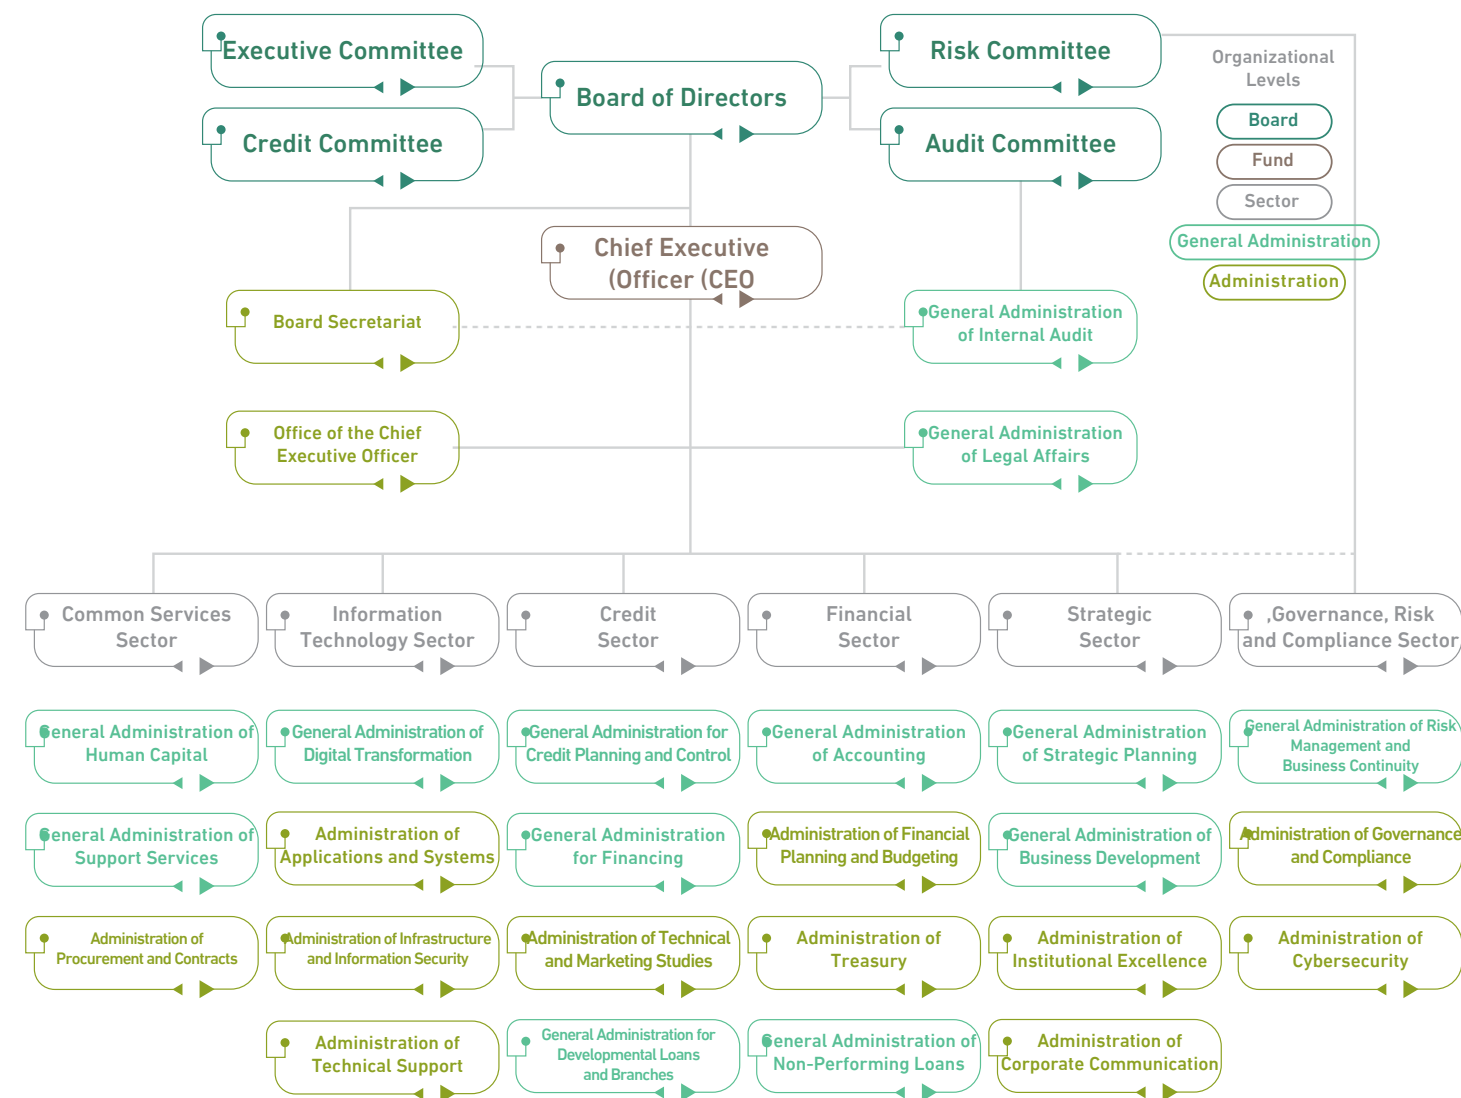 Executive Committee
Risk Committee
Board of Directors
Credit Committee
Audit Committee
Organizational
Levels
Board
Fund
Sector
General Administration
Administration
Chief Executive
(Officer (CEO
Board Secretariat
General Administration
of Internal Audit
Office of the Chief
Executive Officer
General Administration
of Legal Affairs
Common Services
Sector
Information
Technology Sector
Credit
Sector
Financial
Sector
Strategic
Sector
,Governance, Risk
and Compliance Sector
General Administration of
Human Capital
General Administration of
Digital Transformation
General Administration for
Credit Planning and Control
General Administration
of Accounting
General Administration
of Strategic Planning
General Administration of Risk
Management and
Business Continuity
General Administration of
Support Services
Administration of
Applications and Systems
General Administration
for Financing
Administration of Financial
Planning and Budgeting
General Administration of
Business Development
Administration of Governance
and Compliance
Administration of
Procurement and Contracts
Administration of Infrastructure
and Information Security
Administration of Technical
and Marketing Studies
Administration of
Treasury
Administration of
Institutional Excellence
Administration of
Cybersecurity
Administration of
Technical Support
General Administration for
Developmental Loans
and Branches
General Administration of
Non-Performing Loans
Administration of
Corporate Communication